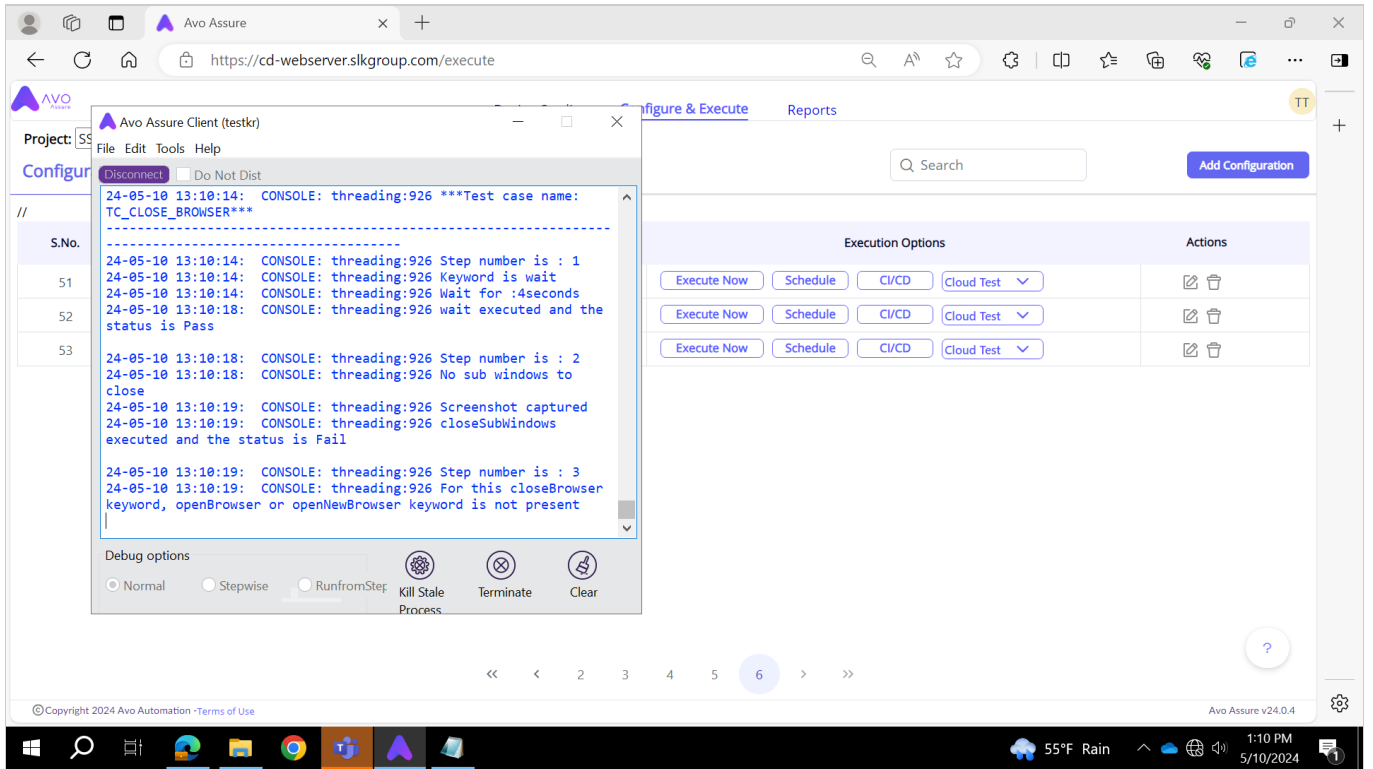 Avo Assure
https://cd-webserver.slkgroup.com/execute
AVO
Assure
Configure & Execute
Reports
TT
Project:
Configur
Search
Add Configuration
//
S.No.
Execution Options
Actions
51
Execute Now
Schedule
CI/CD
Cloud Test
52
Execute Now
Schedule
CI/CD
Cloud Test
53
Execute Now
Schedule
CI/CD
Cloud Test
Avo Assure Client (testkr)
File Edit Tools Help
Disconnect
Do Not Dist
24-05-10 13:10:14: CONSOLE: threading:926 ***Test case name:
TC_CLOSE_BROWSER***
------------------------------------------------------------------
--------------------------------------
24-05-10 13:10:14: CONSOLE: threading:926 Step number is : 1
24-05-10 13:10:14: CONSOLE: threading:926 Keyword is wait
24-05-10 13:10:14: CONSOLE: threading:926 Wait for :4seconds
24-05-10 13:10:18: CONSOLE: threading:926 wait executed and the
status is Pass
24-05-10 13:10:18: CONSOLE: threading:926 Step number is : 2
24-05-10 13:10:18: CONSOLE: threading:926 No sub windows to
close
24-05-10 13:10:19: CONSOLE: threading:926 Screenshot captured
24-05-10 13:10:19: CONSOLE: threading:926 closeSubWindows
executed and the status is Fail
24-05-10 13:10:19: CONSOLE: threading:926 Step number is : 3
24-05-10 13:10:19: CONSOLE: threading:926 For this closeBrowser
keyword, openBrowser or openNewBrowser keyword is not present
Debug options
Normal
Stepwise
RunfromStep
Kill Stale
Process
Terminate
Clear
?
<< < 2 3 4 5 6 > >>
©Copyright 2024 Avo Automation -Terms of Use
Avo Assure v24.0.4
55°F Rain
1:10 PM
5/10/2024
1